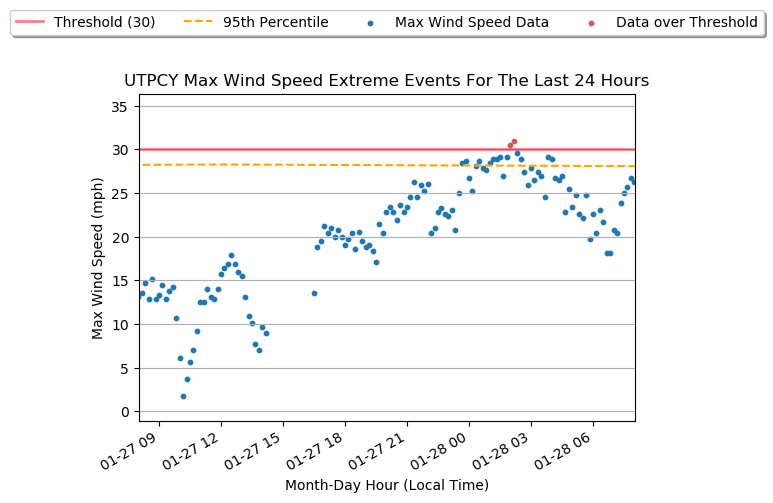 Threshold (30) 95th Percentile Max Wind Speed Data Data over Threshold
UTPCY Max Wind Speed Extreme Events For The Last 24 Hours
35
30
25
20
15
10
5
0
Max Wind Speed (mph)
01-27 09 01-27 12 01-27 15 01-27 18 01-27 21 01-28 00 01-28 03 01-28 06
Month-Day Hour (Local Time)